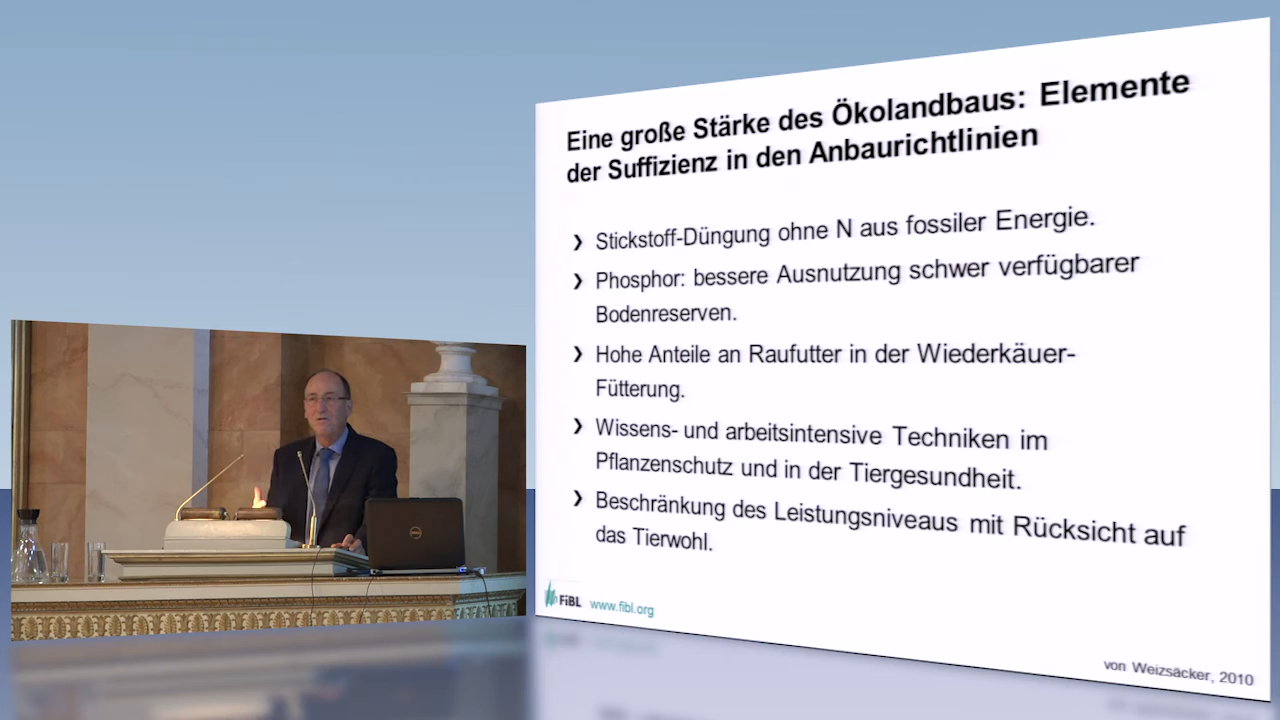 Eine große Stärke des Ökolandbaus: Elemente
der Suffizienz in den Anbaurichtlinien
❯ Stickstoff-Düngung ohne N aus fossiler Energie.
❯ Phosphor: bessere Ausnutzung schwer verfügbarer
Bodenreserven.
❯ Hohe Anteile an Raufutter in der Wiederkäuer-
Fütterung.
❯ Wissens- und arbeitsintensive Techniken im
Pflanzenschutz und in der Tiergesundheit.
❯ Beschränkung des Leistungsniveaus mit Rücksicht auf
das Tierwohl.
FiBL www.fibl.org
von Weizsäcker, 2010
DELL